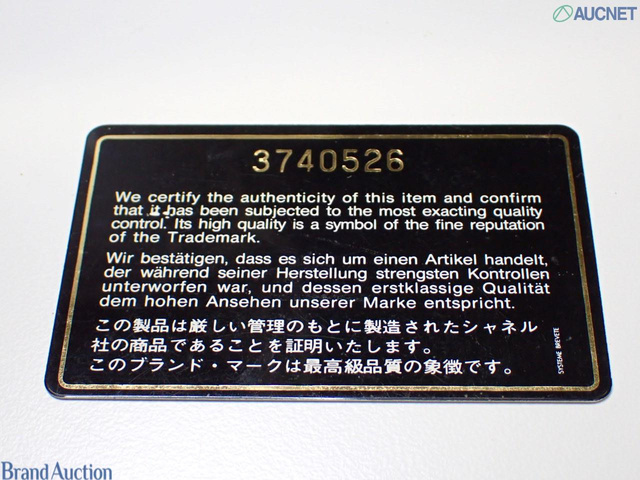 AUCNET
3740526
We certify the authenticity of this item and confirm
that it has been subjected to the most exacting quality
control. Its high quality is a symbol of the fine reputation
of the Trademark.
Wir bestätigen, dass es sich um einen Artikel handelt,
der während seiner Herstellung strengsten Kontrollen
unterworfen war, und dessen erstklassige Qualität
dem hohen Ansehen unserer Marke entspricht.
この製品は厳しい管理のもとに製造されたシャネル
社の商品であることを証明いたします。
このブランド・マークは最高級品質の象徴です。
SYSTEME BREVETE
Brand Auction